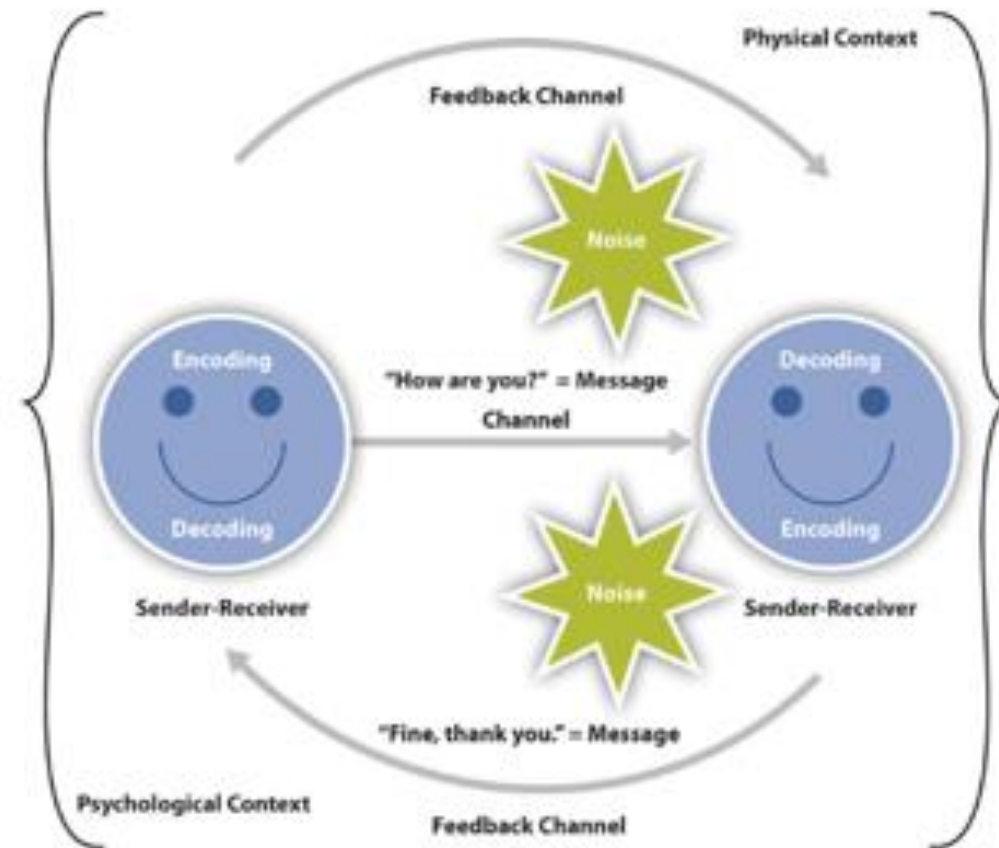 Physical Context
Feedback Channel
Noise
Encoding
Decoding
"How are you?" = Message
Channel
Decoding
Encoding
Noise
Sender-Receiver
Sender-Receiver
"Fine, thank you." = Message
Psychological Context
Feedback Channel